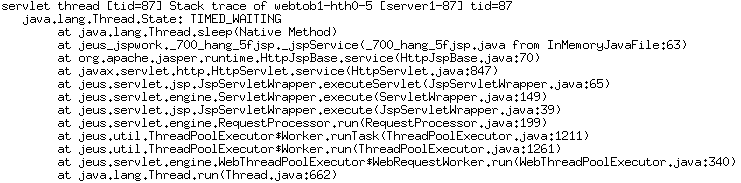 servlet thread [tid=87] Stack trace of webtob1-hth0-5 [server1-87] tid=87
java.lang.Thread.State: TIMED_WAITING
at java.lang.Thread.sleep(Native Method)
at jeus_jspwork._700_hang_5fjsp._jspService(_700_hang_5fjsp.java from InMemoryJavaFile:63)
at org.apache.jasper.runtime.HttpJspBase.service(HttpJspBase.java:70)
at javax.servlet.http.HttpServlet.service(HttpServlet.java:847)
at jeus.servlet.jsp.JspServletWrapper.executeServlet(JspServletWrapper.java:65)
at jeus.servlet.engine.ServletWrapper.execute(ServletWrapper.java:149)
at jeus.servlet.jsp.JspServletWrapper.execute(JspServletWrapper.java:39)
at jeus.servlet.engine.RequestProcessor.run(RequestProcessor.java:199)
at jeus.util.ThreadPoolExecutor$Worker.runTask(ThreadPoolExecutor.java:1211)
at jeus.util.ThreadPoolExecutor$Worker.run(ThreadPoolExecutor.java:1261)
at jeus.servlet.engine.WebThreadPoolExecutor$WebRequestWorker.run(WebThreadPoolExecutor.java:340)
at java.lang.Thread.run(Thread.java:662)